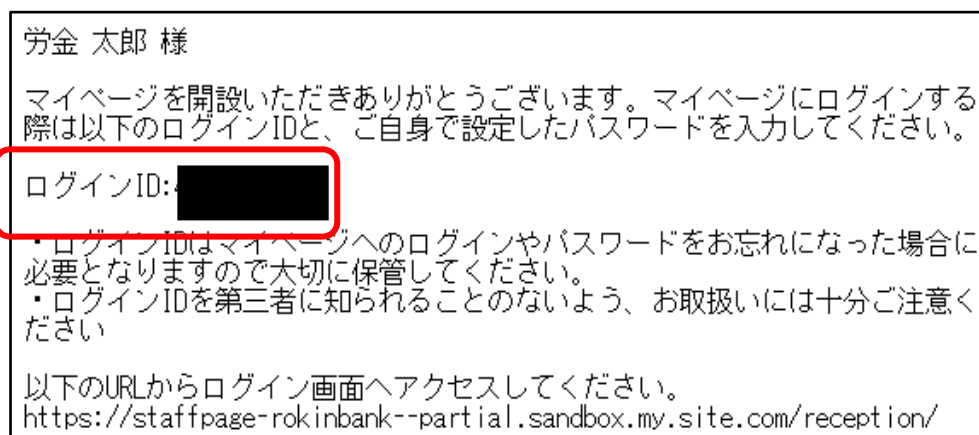 労金 太郎 様
マイページを開設いただきありがとうございます。マイページにログインする
際は以下のログインIDと、ご自身で設定したパスワードを入力してください。
ログインID:
・ログインIDはマイページへのログインやパスワードをお忘れになった場合に
必要となりますので大切に保管してください。
・ログインIDを第三者に知られることのないよう、お取扱いには十分ご注意く
ださい
以下のURLからログイン画面へアクセスしてください。
https://staffpage-rokinbank--partial.sandbox.my.site.com/reception/